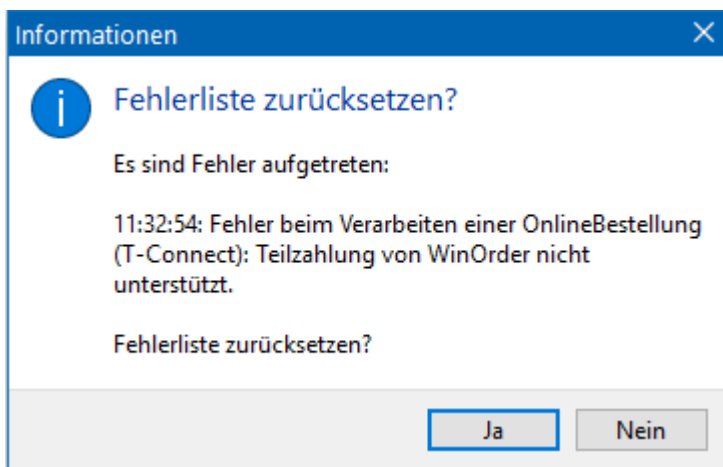 Informationen
Fehlerliste zurücksetzen?
Es sind Fehler aufgetreten:
11:32:54: Fehler beim Verarbeiten einer OnlineBestellung
(T-Connect): Teilzahlung von WinOrder nicht
unterstützt.
Fehlerliste zurücksetzen?
Ja
Nein